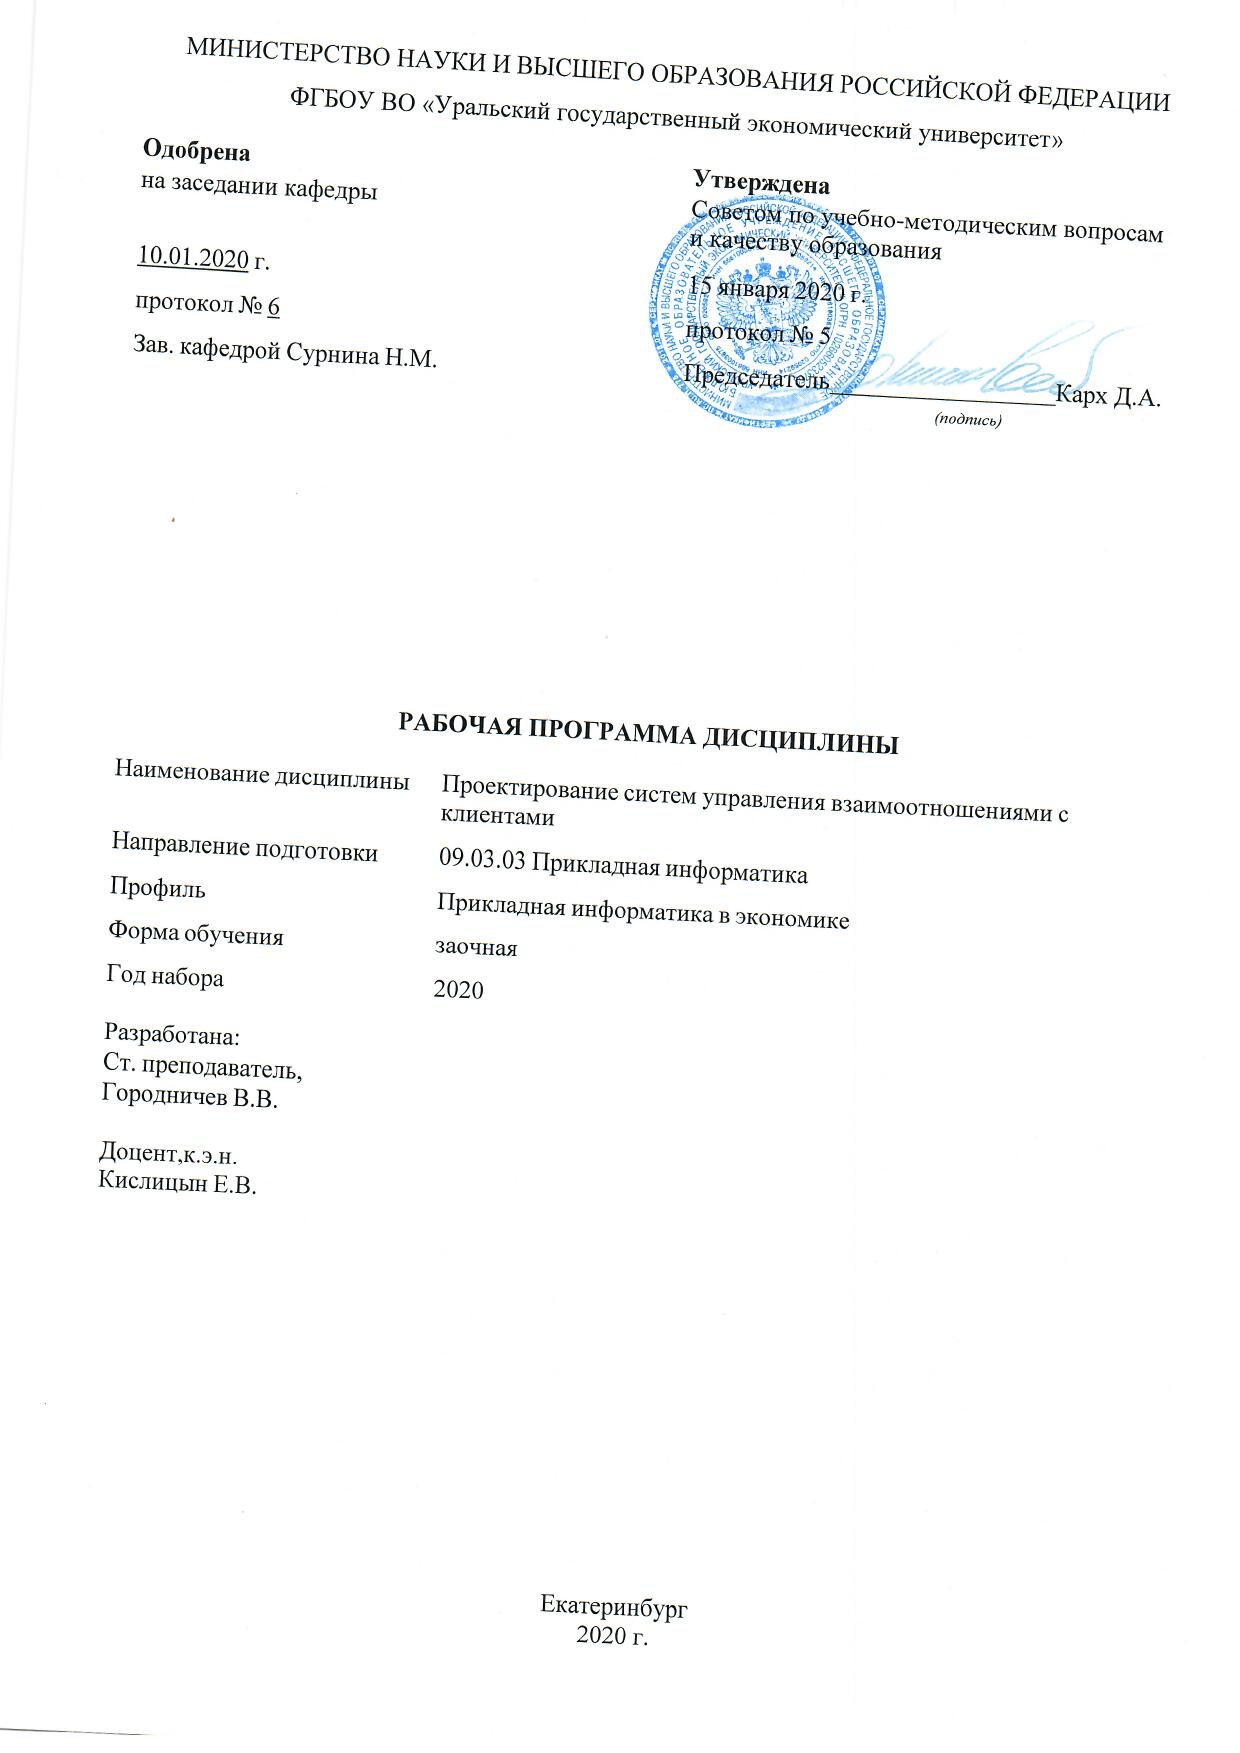 МИНИСТЕРСТВО НАУКИ И ВЫСШЕГО ОБРАЗОВАНИЯ РОССИЙСКОЙ ФЕДЕРАЦИИ
ФГБОУ ВО «Уральский государственный экономический университет»
Одобрена
на заседании кафедры
10.01.2020 г.
протокол № 6
Зав. кафедрой Сурнина Н.М.
Утверждена
Советом по учебно-методическим вопросам
и качеству образования
15 января 2020 г.
протокол № 5
Председатель__________________Карх Д.А.
(подпись)
РАБОЧАЯ ПРОГРАММА ДИСЦИПЛИНЫ
Наименование дисциплины Проектирование систем управления взаимоотношениями с
клиентами
Направление подготовки 09.03.03 Прикладная информатика
Профиль Прикладная информатика в экономике
Форма обучения заочная
Год набора 2020
Разработана:
Ст. преподаватель,
Городничев В.В.
Доцент,к.э.н.
Кислицын Е.В.
Екатеринбург
2020 г.